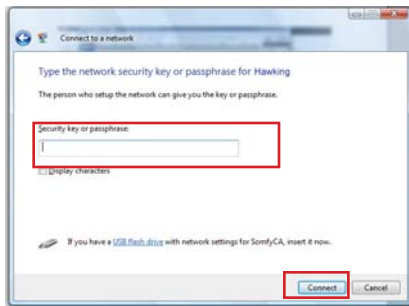 Connect to a network
Type the network security key or passphrase for Hawking
The person who setup the network can give you the key or passphrase.
Security key or passphrase:
Display characters
If you have a USB flash drive with network settings for SomfyCA, insert it now.
Connect Cancel